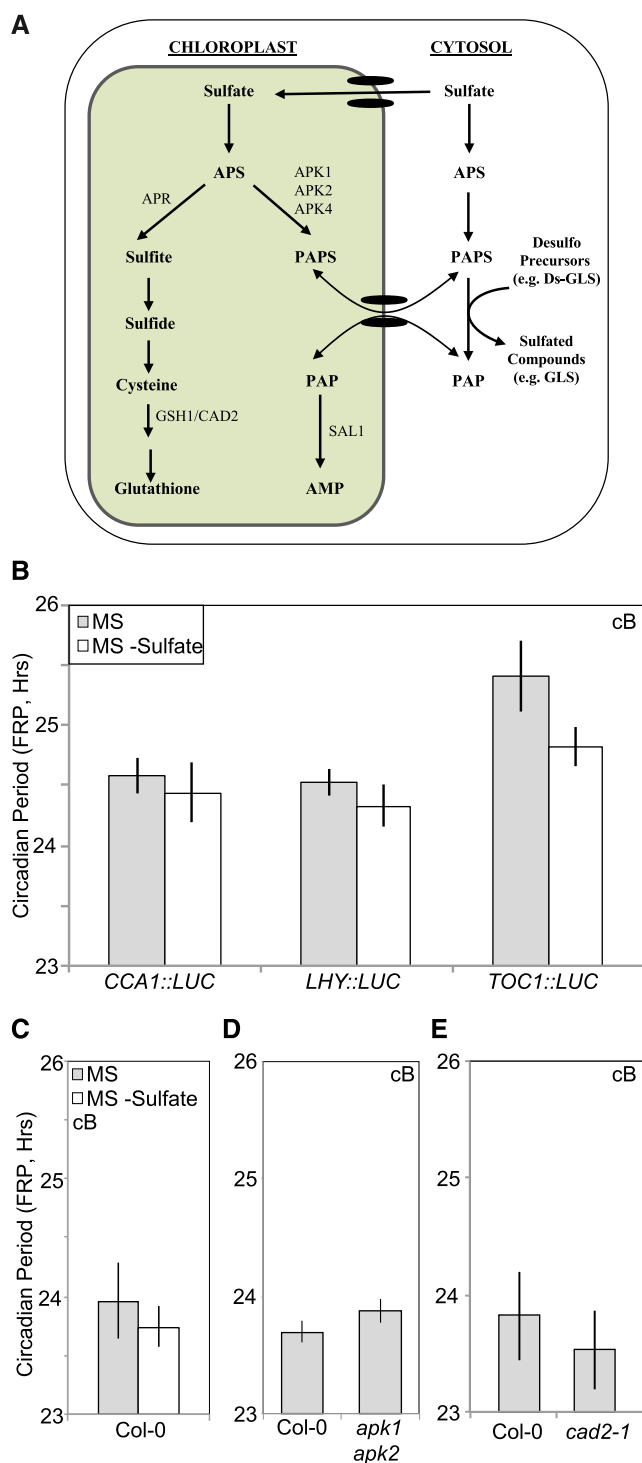 A
CHLOROPLAST
CYTOSOL
Sulfate
Sulfate
APS
APK1
APK2
APK4
APS
APR
Sulfite
PAPS
PAPS
Desulfo
Precursors
(e.g. Ds-GLS)
Sulfide
Sulfated
Compounds
(e.g. GLS)
Cysteine
PAP
PAP
GSH1/CAD2
SAL1
Glutathione
AMP
B
Circadian Period (FRP, Hrs)
26
25
24
23
MS
MS -Sulfate
cB
CCA1::LUC
LHY::LUC
TOC1::LUC
C
Circadian Period (FRP, Hrs)
26
25
24
23
MS
MS -Sulfate
cB
Col-0
D
26
25
24
23
cB
Col-0
apk1
apk2
E
26
25
24
23
cB
Col-0
cad2-1